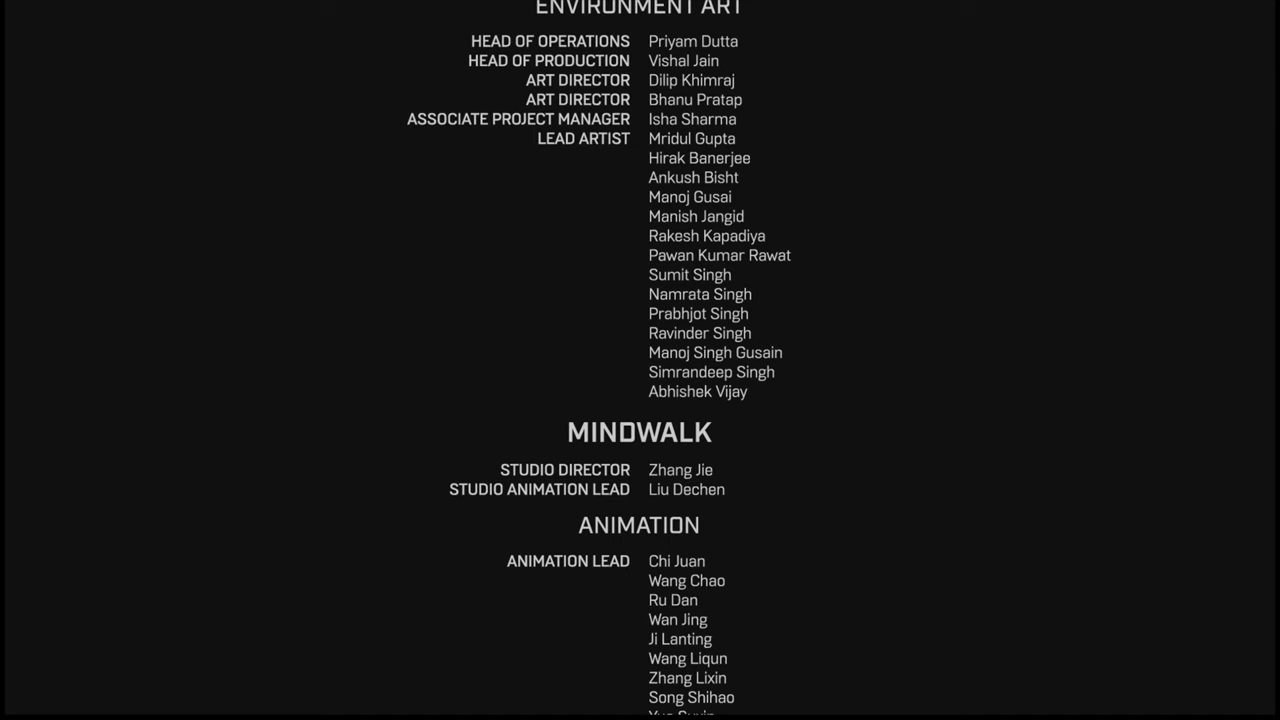 ENVIRONMENT ART
HEAD OF OPERATIONS Priyam Dutta
HEAD OF PRODUCTION Vishal Jain
ART DIRECTOR Dilip Khimraj
ART DIRECTOR Bhanu Pratap
ASSOCIATE PROJECT MANAGER Isha Sharma
LEAD ARTIST Mridul Gupta
Hirak Banerjee
Ankush Bisht
Manoj Gusai
Manish Jangid
Rakesh Kapadiya
Pawan Kumar Rawat
Sumit Singh
Namrata Singh
Prabhjot Singh
Ravinder Singh
Manoj Singh Gusain
Simrandeep Singh
Abhishek Vijay
MINDWALK
STUDIO DIRECTOR Zhang Jie
STUDIO ANIMATION LEAD Liu Dechen
ANIMATION
ANIMATION LEAD Chi Juan
Wang Chao
Ru Dan
Wan Jing
Ji Lanting
Wang Liqun
Zhang Lixin
Song Shihao